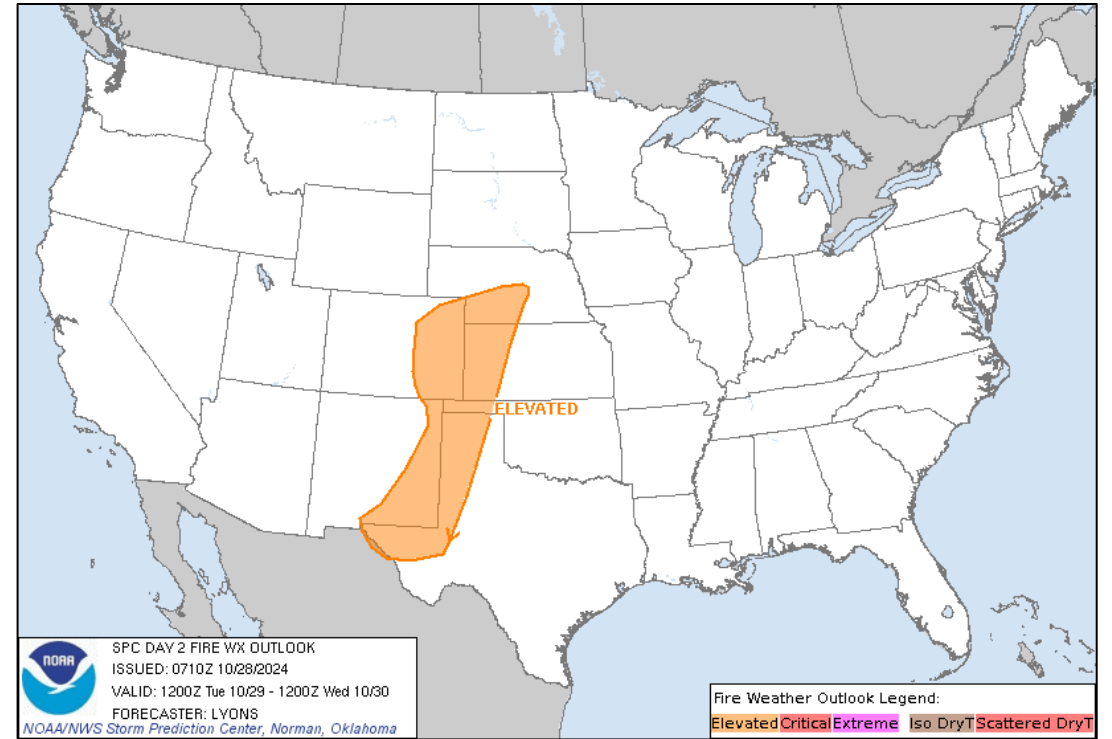 ELEVATED
NOAA
SPC DAY 2 FIRE WX OUTLOOK
ISSUED: 0710Z 10/28/2024
VALID: 1200Z Tue 10/29 - 1200Z Wed 10/30
FORECASTER: LYONS
NOAA/NWS Storm Prediction Center, Norman, Oklahoma
Fire Weather Outlook Legend:
Elevated Critical Extreme Iso DryT Scattered DryT